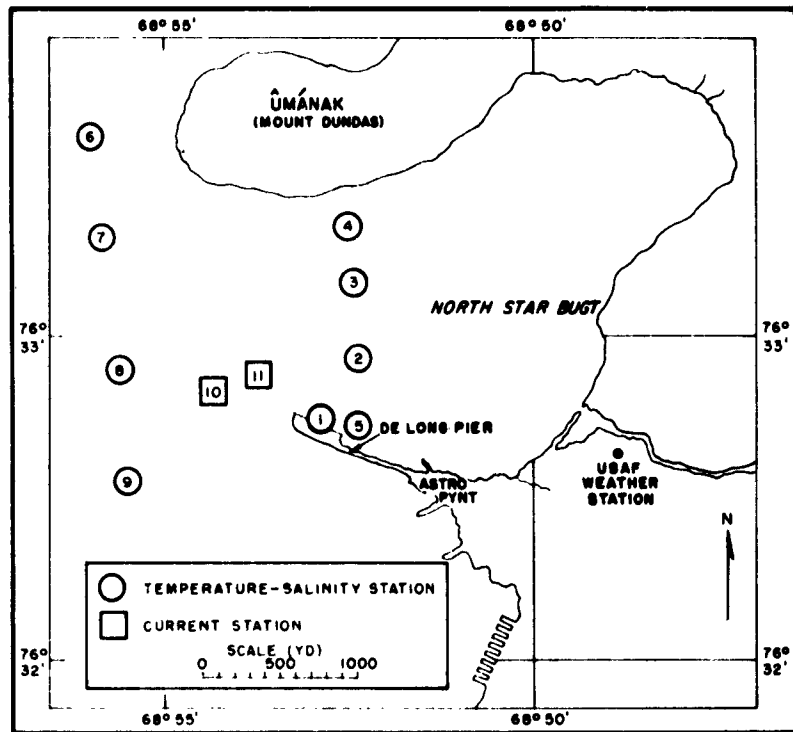 68° 55'
68° 50'
ÛMÁNAK
(MOUNT DUNDAS)
6
7
4
3
NORTH STAR BUGT
76°
33'
76°
33'
2
8
11
10
1
5
DE LONG PIER
9
ASTRO
PYNT
USAF
WEATHER
STATION
N
TEMPERATURE-SALINITY STATION
CURRENT STATION
SCALE (YD)
0 500 1000
76°
32'
76°
32'
68° 55'
68° 50'